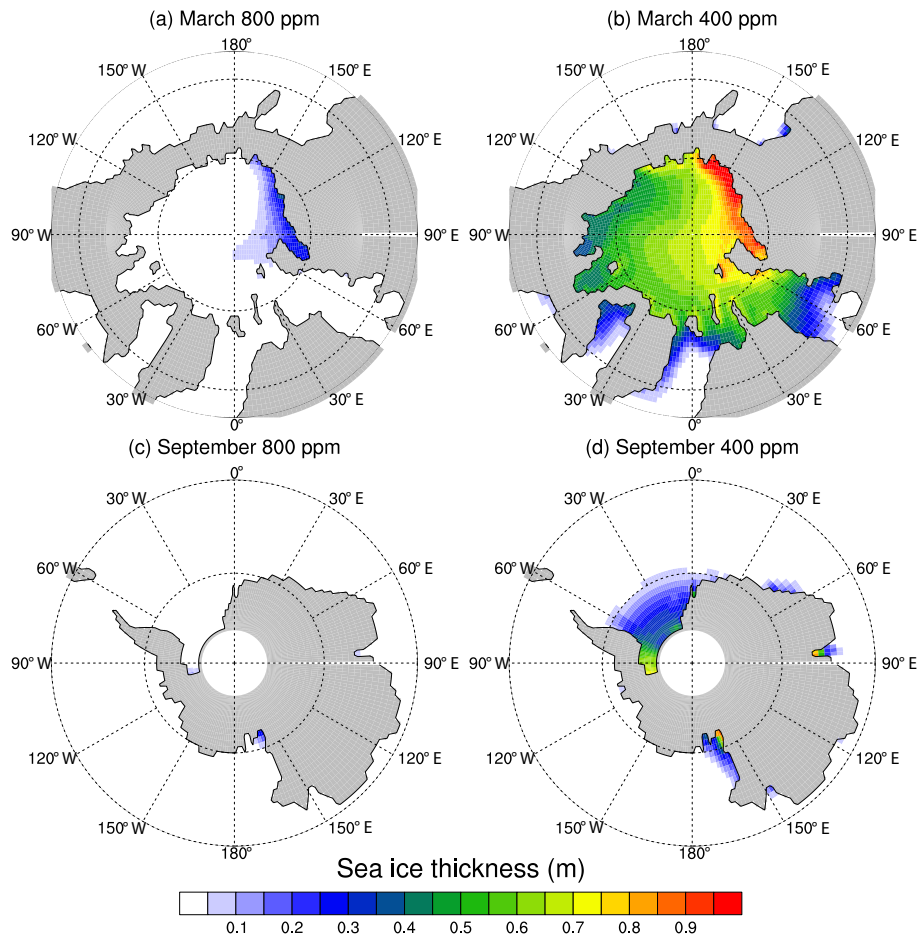 (a) March 800 ppm
(b) March 400 ppm
180°
180°
150° W
150° E
150° W
150° E
120° W
120° E
120° W
120° E
90° W
90° E
90° W
90° E
60° W
60° E
60° W
60° E
30° W
30° E
30° W
30° E
0°
0°
(c) September 800 ppm
(d) September 400 ppm
0°
0°
30° W
30° E
30° W
30° E
60° W
60° E
60° W
60° E
90° W
90° E
90° W
90° E
120° W
120° E
120° W
120° E
150° W
150° E
150° W
150° E
180°
180°
Sea ice thickness (m)
0.1 0.2 0.3 0.4 0.5 0.6 0.7 0.8 0.9